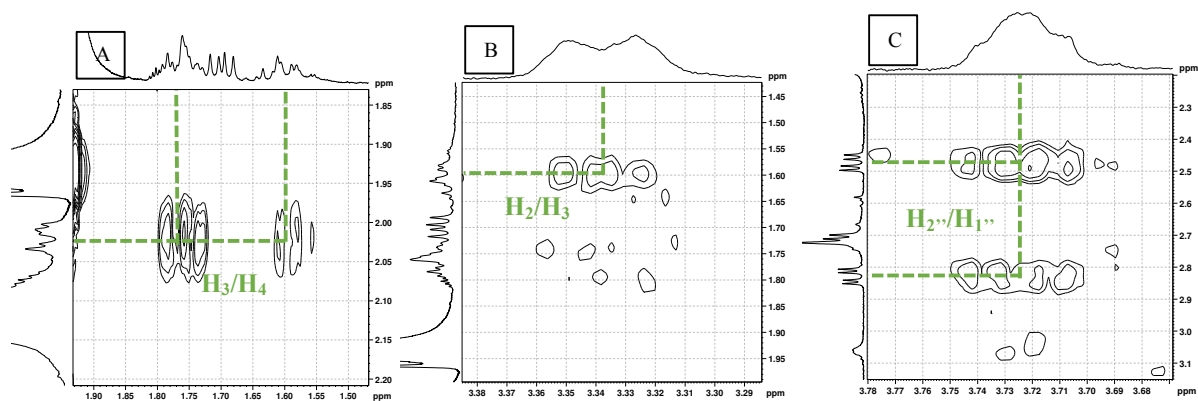 A
ppm
1.85
1.90
1.95
2.00
2.05
2.10
2.15
2.20
H₃/H₄
1.90 1.85 1.80 1.75 1.70 1.65 1.60 1.55 1.50 ppm
B
ppm
1.45
1.50
1.55
1.60
1.65
1.70
1.75
1.80
1.85
1.90
1.95
H₂/H₃
3.38 3.37 3.36 3.35 3.34 3.33 3.32 3.31 3.30 3.29 ppm
C
ppm
2.3
2.4
2.5
2.6
2.7
2.8
2.9
3.0
3.1
H₂''/H₁''
3.78 3.77 3.76 3.75 3.74 3.73 3.72 3.71 3.70 3.69 3.68 ppm